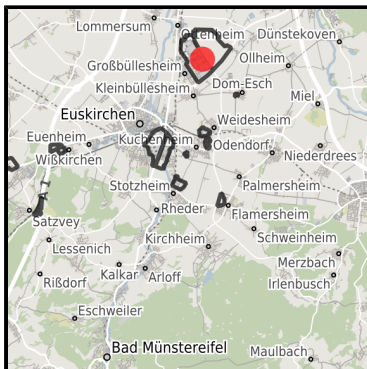 Lommersum
Ottenheim
Dünstekoven
Großbüllesheim
Ollheim
Kleinbüllesheim
Dom-Esch
Miel
Euskirchen
Weidesheim
Euenheim
Kuchenheim
Odendorf
Wißkirchen
Niederdrees
Stotzheim
Palmersheim
Rheder
Flamersheim
Satzvey
Schweinheim
Lessenich
Kirchheim
Merzbach
Kalkar
Arloff
Rißdorf
Irlenbusch
Eschweiler
Bad Münstereifel
Maulbach